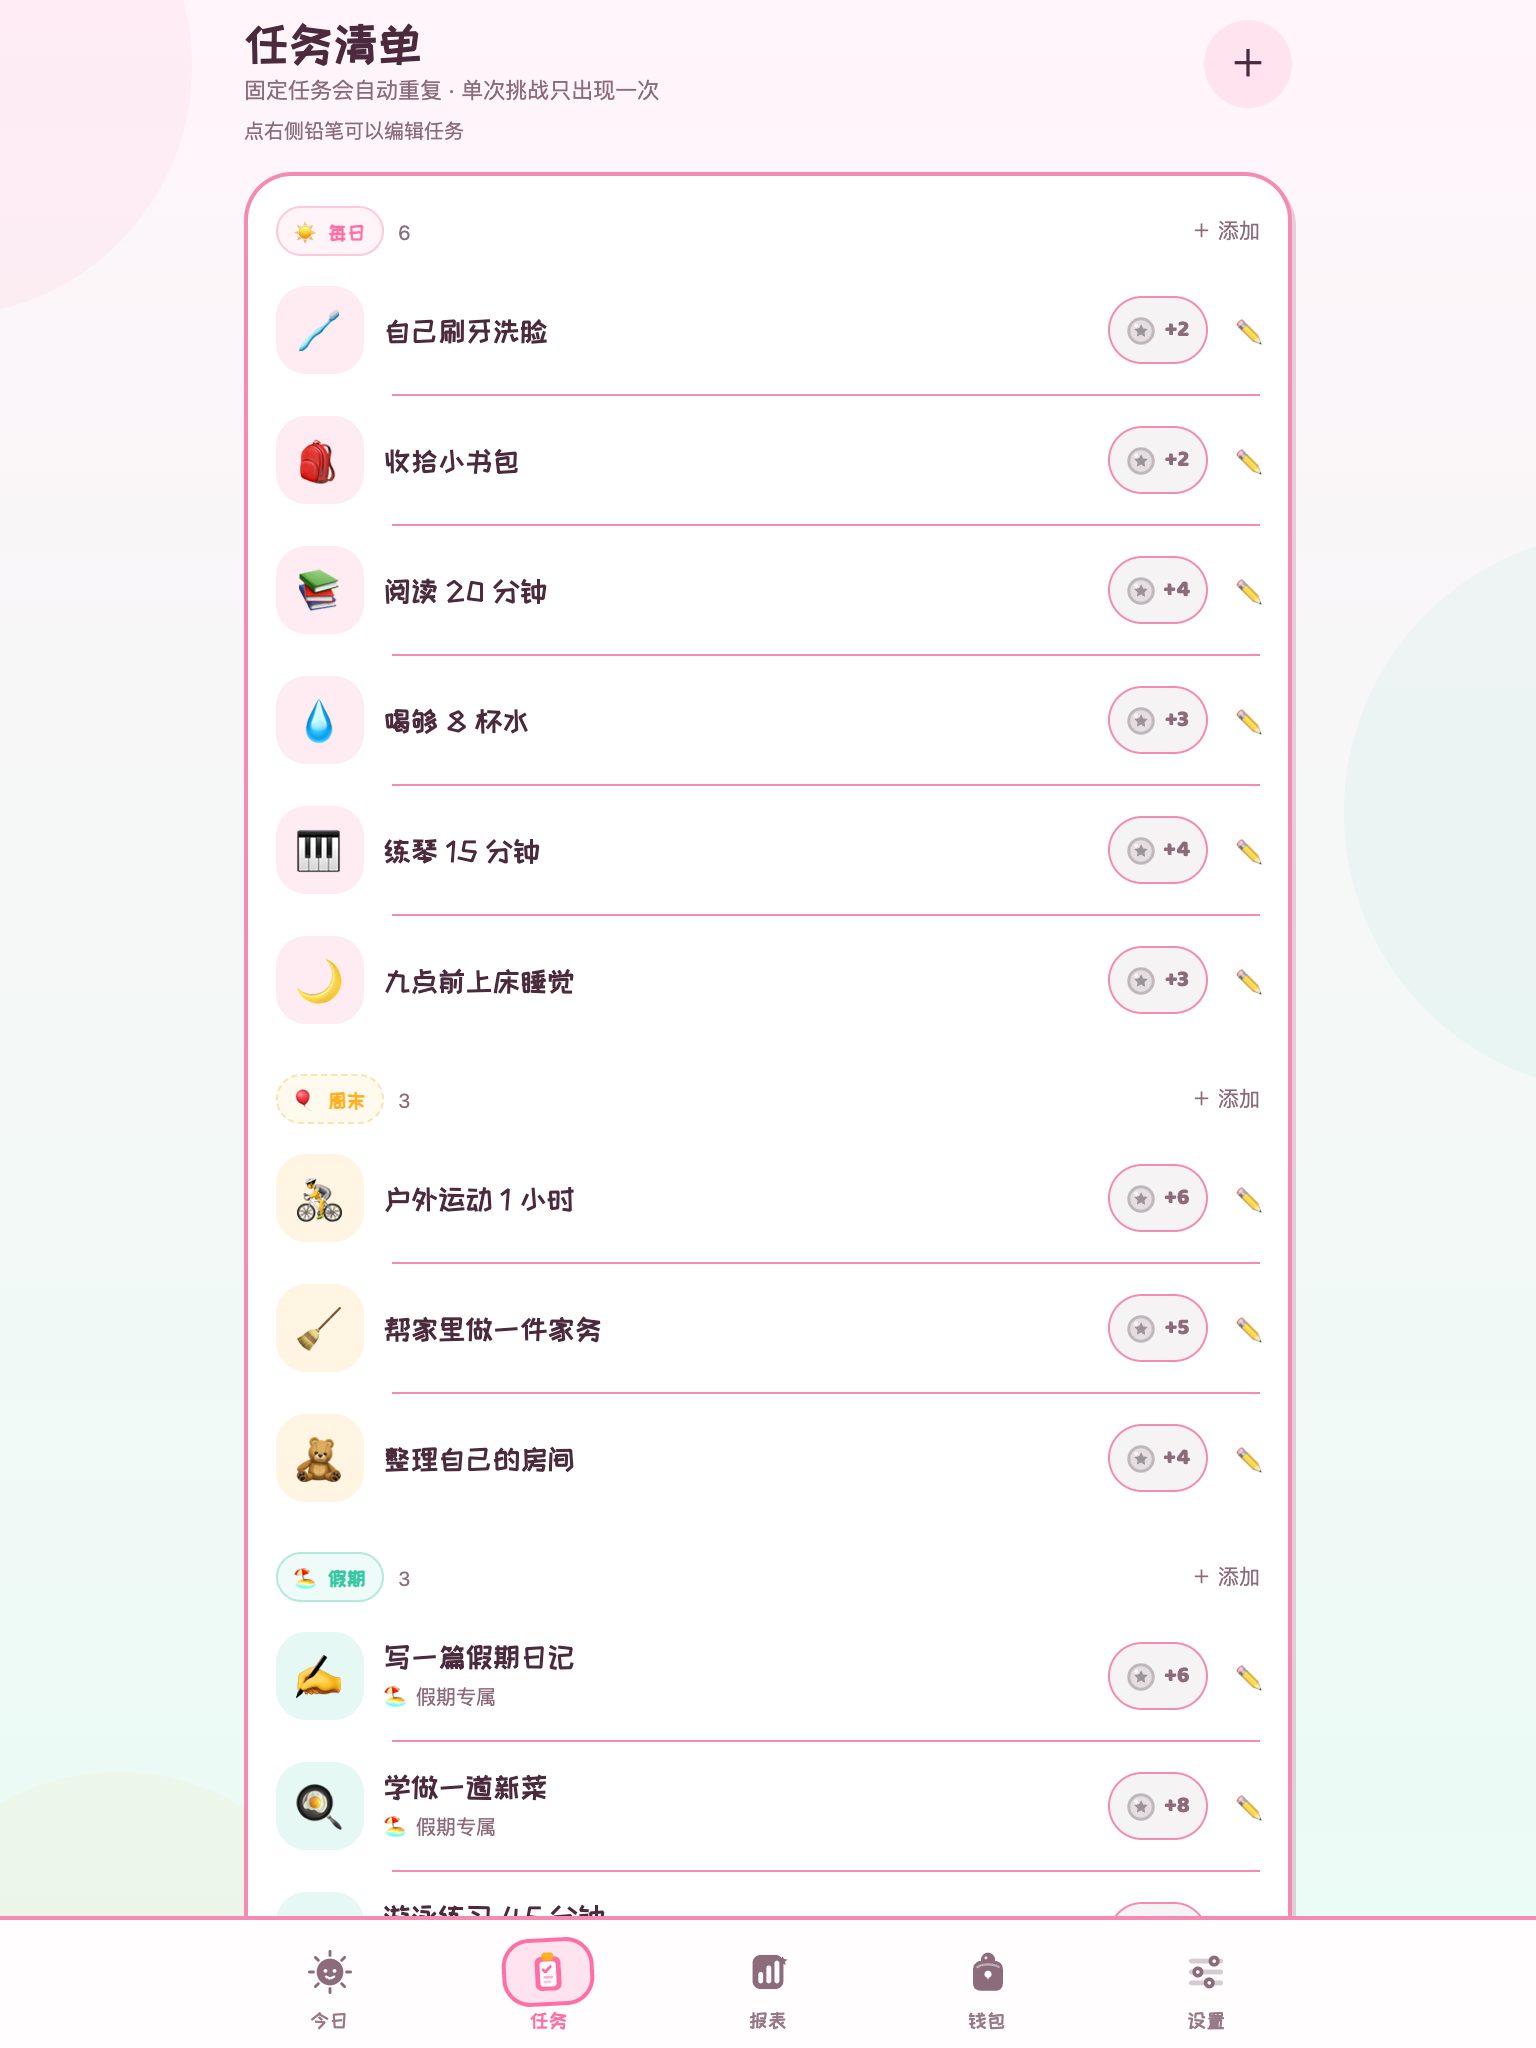 任务清单
固定任务会自动重复 · 单次挑战只出现一次
点右侧铅笔可以编辑任务
每日 6 + 添加
自己刷牙洗脸 +2
收拾小书包 +2
阅读 20 分钟 +4
喝够 8 杯水 +3
练琴 15 分钟 +4
九点前上床睡觉 +3
周末 3 + 添加
户外运动 1 小时 +6
帮家里做一件家务 +5
整理自己的房间 +4
假期 3 + 添加
写一篇假期日记 +6
假期专属
学做一道新菜 +8
假期专属
游泳练习 45 分钟
今日 任务 报表 钱包 设置